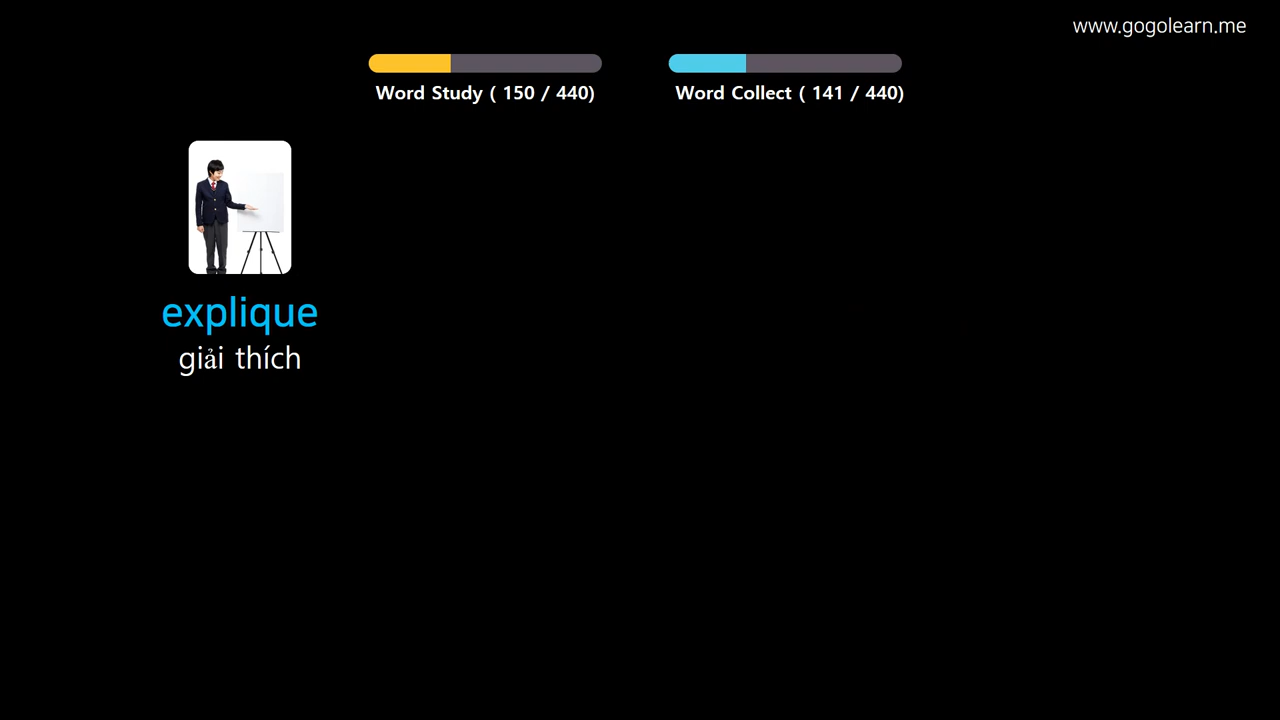 www.gogolearn.me
Word Study ( 150 / 440)
Word Collect ( 141 / 440)
explique
giải thích